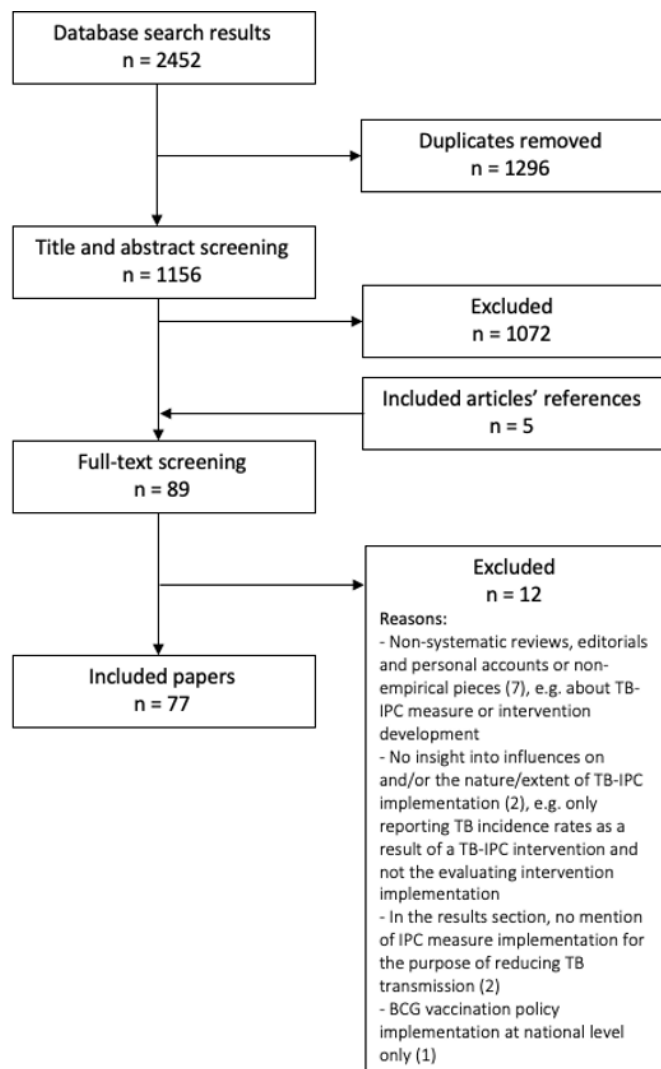 Database search results
n = 2452
Duplicates removed
n = 1296
Title and abstract screening
n = 1156
Excluded
n = 1072
Included articles’ references
n = 5
Full-text screening
n = 89
Excluded
n = 12
Reasons:
- Non-systematic reviews, editorials
and personal accounts or non-
empirical pieces (7), e.g. about TB-
IPC measure or intervention
development
- No insight into influences on
and/or the nature/extent of TB-IPC
implementation (2), e.g. only
reporting TB incidence rates as a
result of a TB-IPC intervention and
not the evaluating intervention
implementation
- In the results section, no mention
of IPC measure implementation for
the purpose of reducing TB
transmission (2)
- BCG vaccination policy
implementation at national level
only (1)
Included papers
n = 77